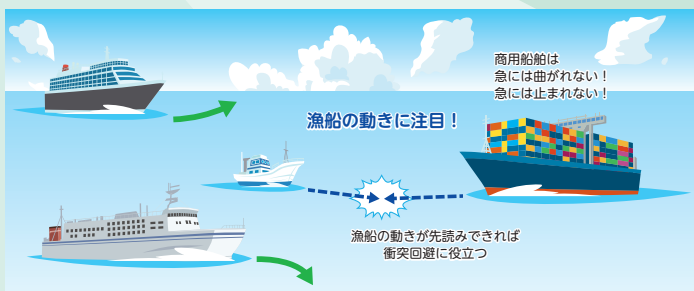 商用船舶は
急には曲がれない！
急には止まれない！
漁船の動きに注目！
漁船の動きが先読みできれば
衝突回避に役立つ